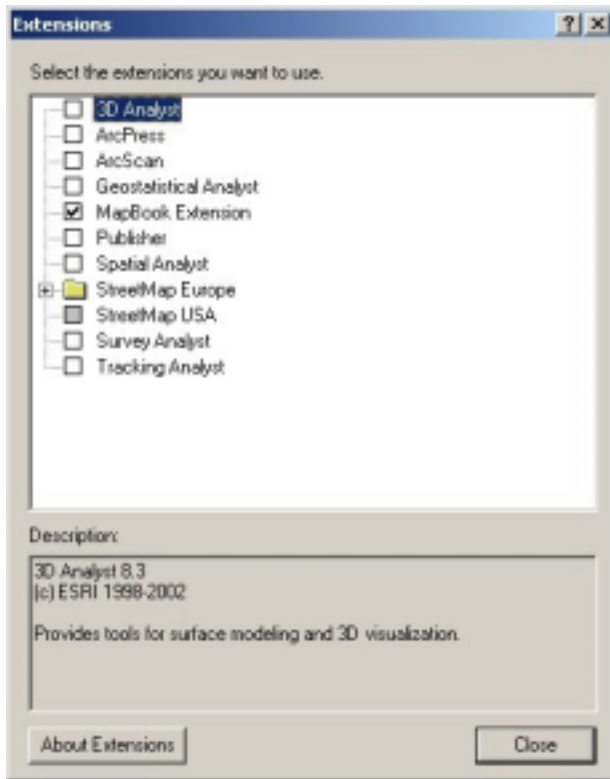 Extensions
Select the extensions you want to use.
3D Analyst
ArcPress
ArcScan
Geostatistical Analyst
MapBook Extension
Publisher
Spatial Analyst
StreetMap Europe
StreetMap USA
Survey Analyst
Tracking Analyst
Description:
3D Analyst 8.3
(c) ESRI 1998-2002
Provides tools for surface modeling and 3D visualization.
About Extensions
Close